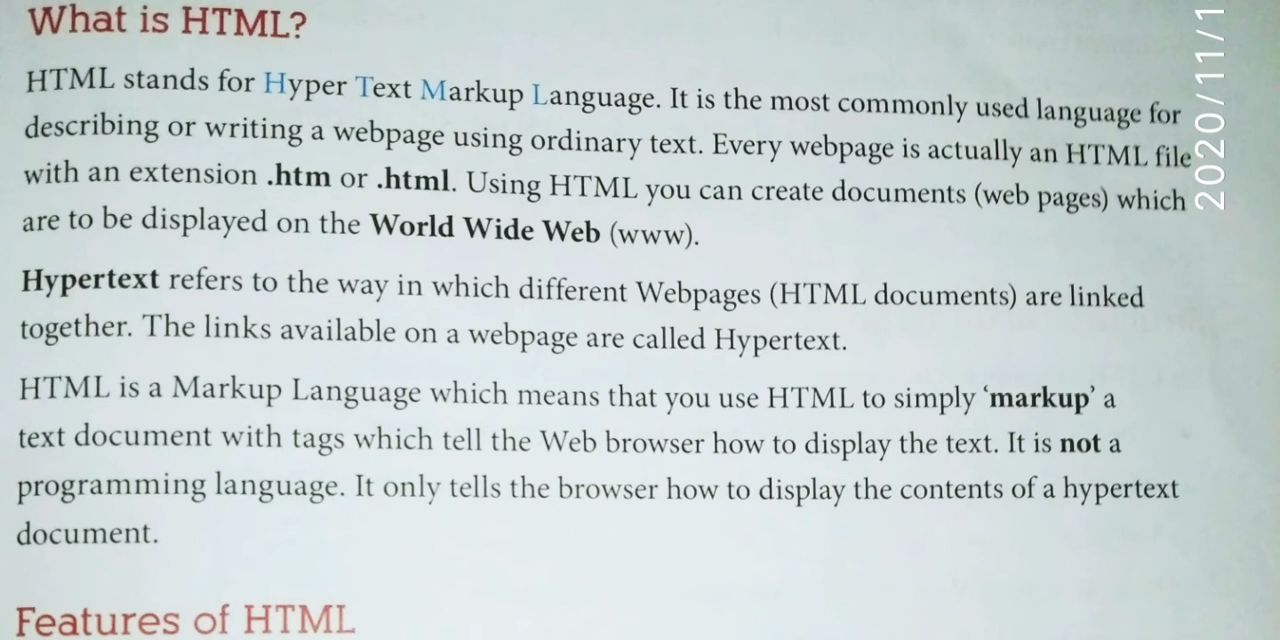 What is HTML?
HTML stands for Hyper Text Markup Language. It is the most commonly used language for
describing or writing a webpage using ordinary text. Every webpage is actually an HTML file
with an extension .htm or .html. Using HTML you can create documents (web pages) which
are to be displayed on the World Wide Web (www).
Hypertext refers to the way in which different Webpages (HTML documents) are linked
together. The links available on a webpage are called Hypertext.
HTML is a Markup Language which means that you use HTML to simply ‘markup’ a
text document with tags which tell the Web browser how to display the text. It is not a
programming language. It only tells the browser how to display the contents of a hypertext
document.
Features of HTML
2020/11/1